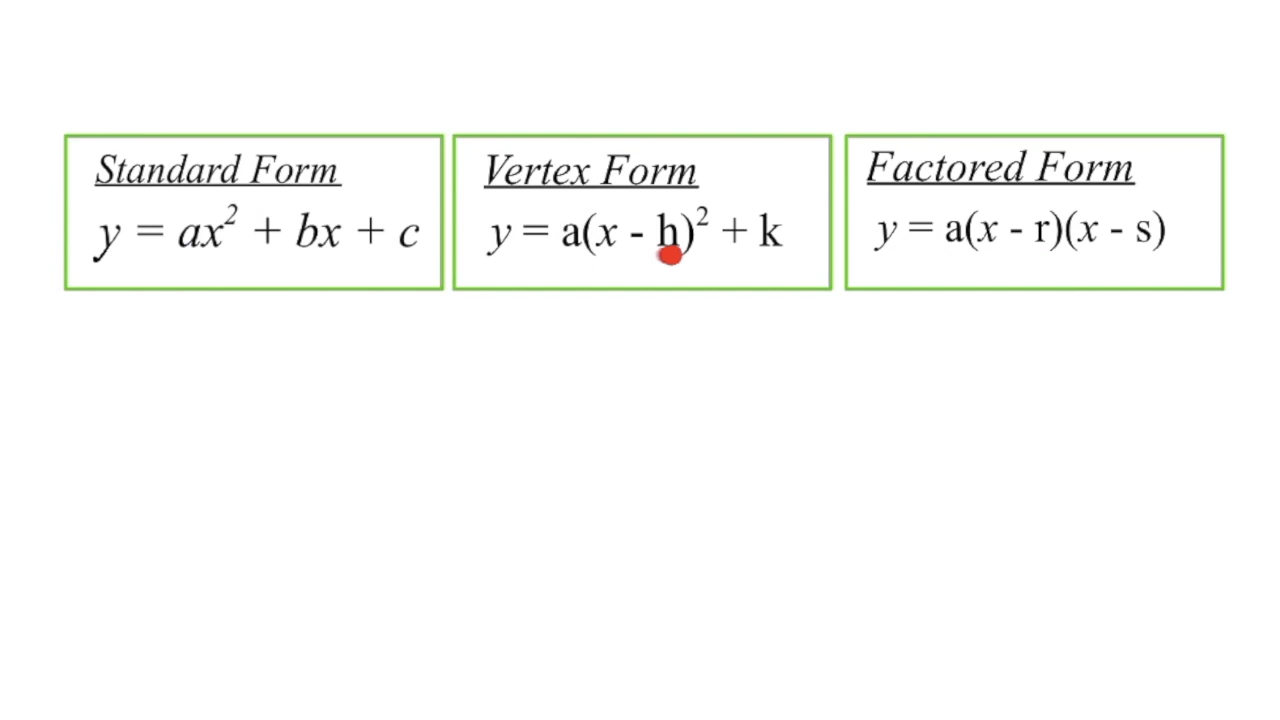 Standard Form
y = ax² + bx + c
Vertex Form
y = a(x - h)² + k
Factored Form
y = a(x - r)(x - s)